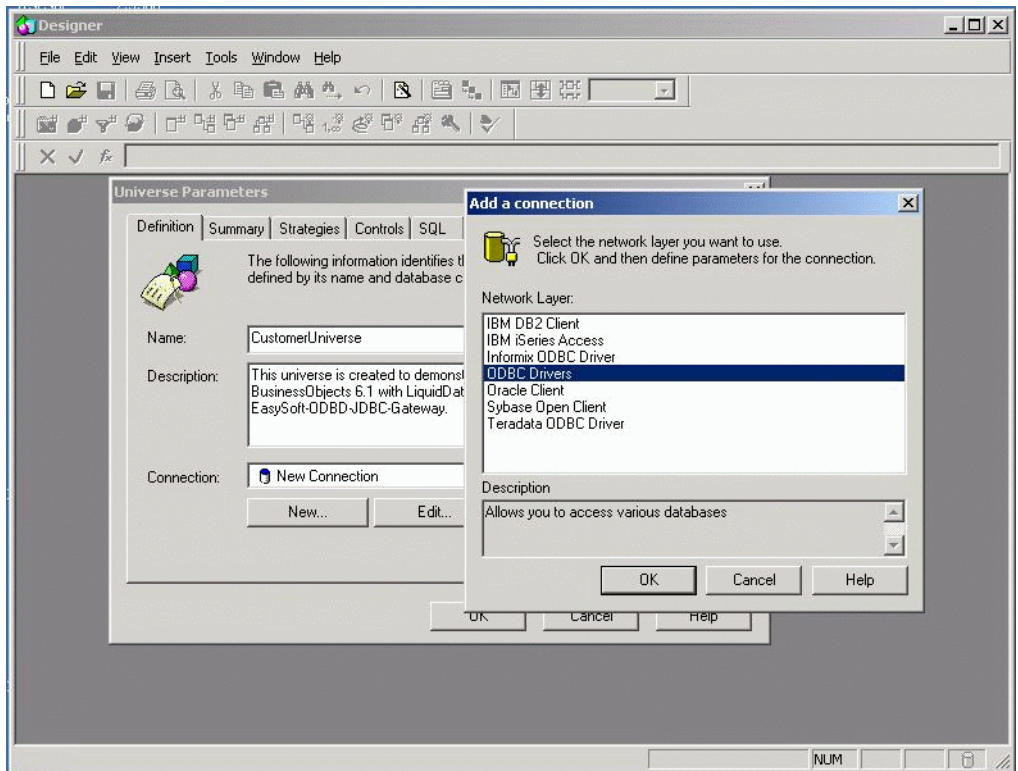 Designer
File Edit View Insert Tools Window Help
Universe Parameters
Definition Summary Strategies Controls SQL
The following information identifies t
defined by its name and database c
Name: CustomerUniverse
Description: This universe is created to demonst
BusinessObjects 6.1 with LiquidDat
EasySoft-ODBD-JDBC-Gateway.
Connection: New Connection
New... Edit...
OK Cancel Help
Add a connection
Select the network layer you want to use.
Click OK and then define parameters for the connection.
Network Layer:
IBM DB2 Client
IBM iSeries Access
Informix ODBC Driver
ODBC Drivers
Oracle Client
Sybase Open Client
Teradata ODBC Driver
Description
Allows you to access various databases
OK Cancel Help
NUM